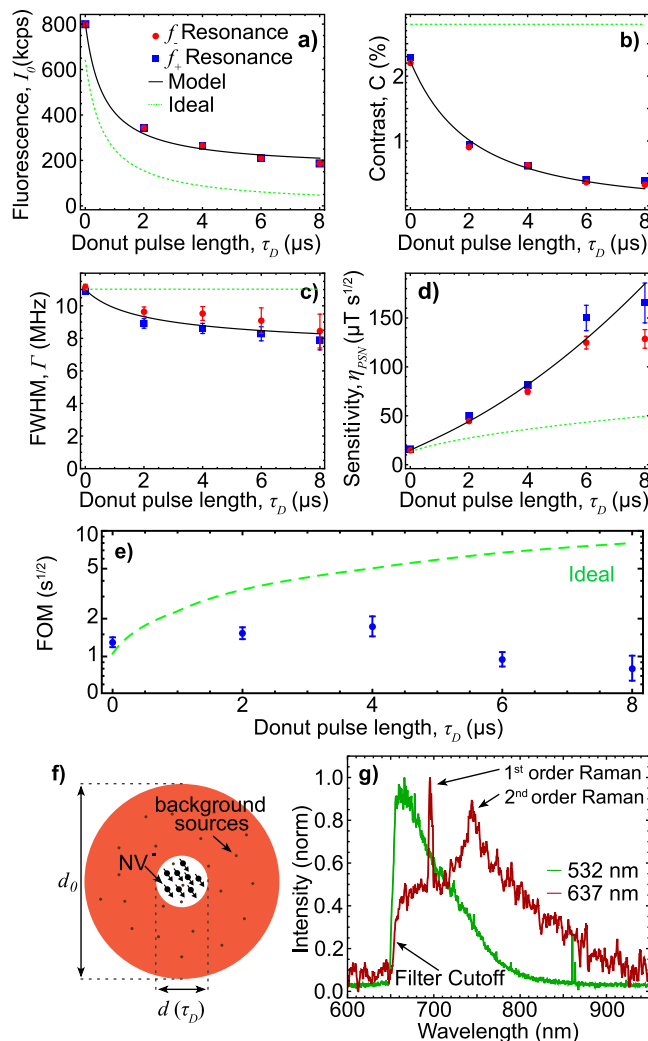 a)
f- Resonance
f+ Resonance
Model
Ideal
Fluorescence, I0(kcps)
800
600
400
200
0
0 2 4 6 8
Donut pulse length, τD (μs)
b)
Contrast, C (%)
2
1
0
0 2 4 6 8
Donut pulse length, τD (μs)
c)
FWHM, Γ (MHz)
10
8
6
4
2
0
0 2 4 6 8
Donut pulse length, τD (μs)
d)
Sensitivity, ηPSN (μT s1/2)
150
100
50
0
0 2 4 6 8
Donut pulse length, τD (μs)
e)
FOM (s1/2)
10
5
2
1
0
Ideal
0 2 4 6 8
Donut pulse length, τD (μs)
f)
background
sources
NV
d0
d (τD)
g)
1st order Raman
2nd order Raman
532 nm
637 nm
Filter Cutoff
Intensity (norm)
1.0
0.8
0.6
0.4
0.2
0.0
600 700 800 900
Wavelength (nm)